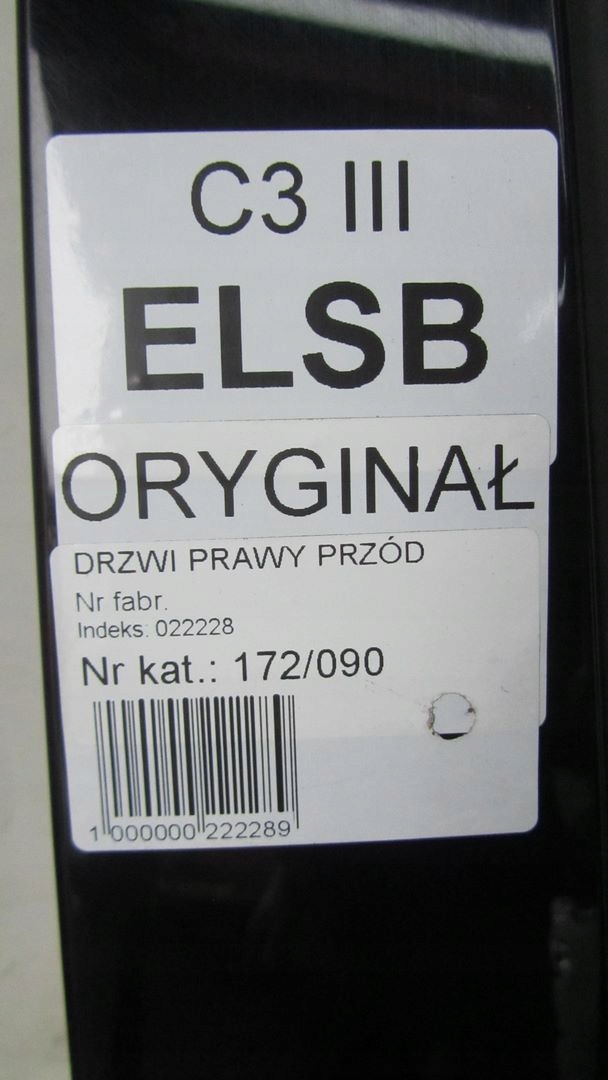 C3 III
ELSB
ORYGINAŁ
DRZWI PRAWY PRZÓD
Nr fabr.
Indeks: 022228
Nr kat.: 172/090
1 000000 222289